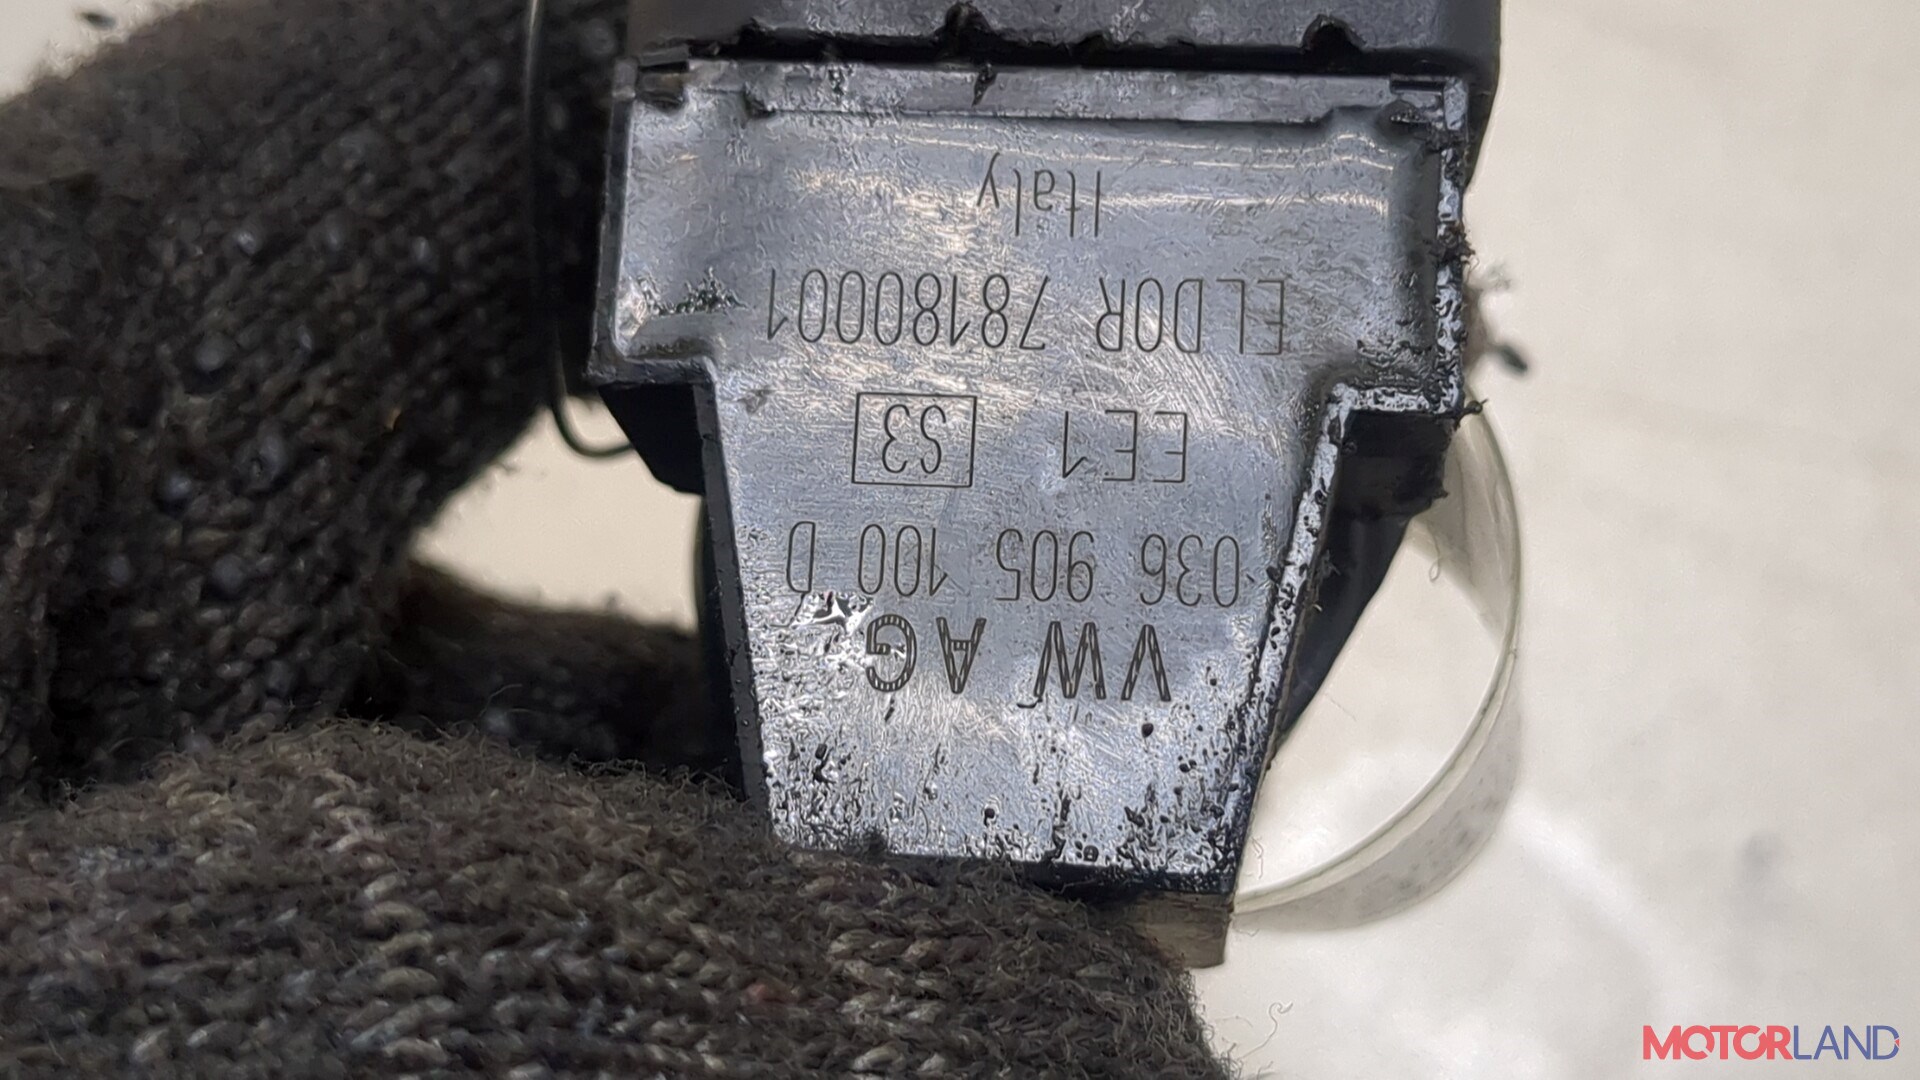 VW AG
036 905 100 D
EE1 S3
ELDOR 78180001
Italy
MOTORLAND